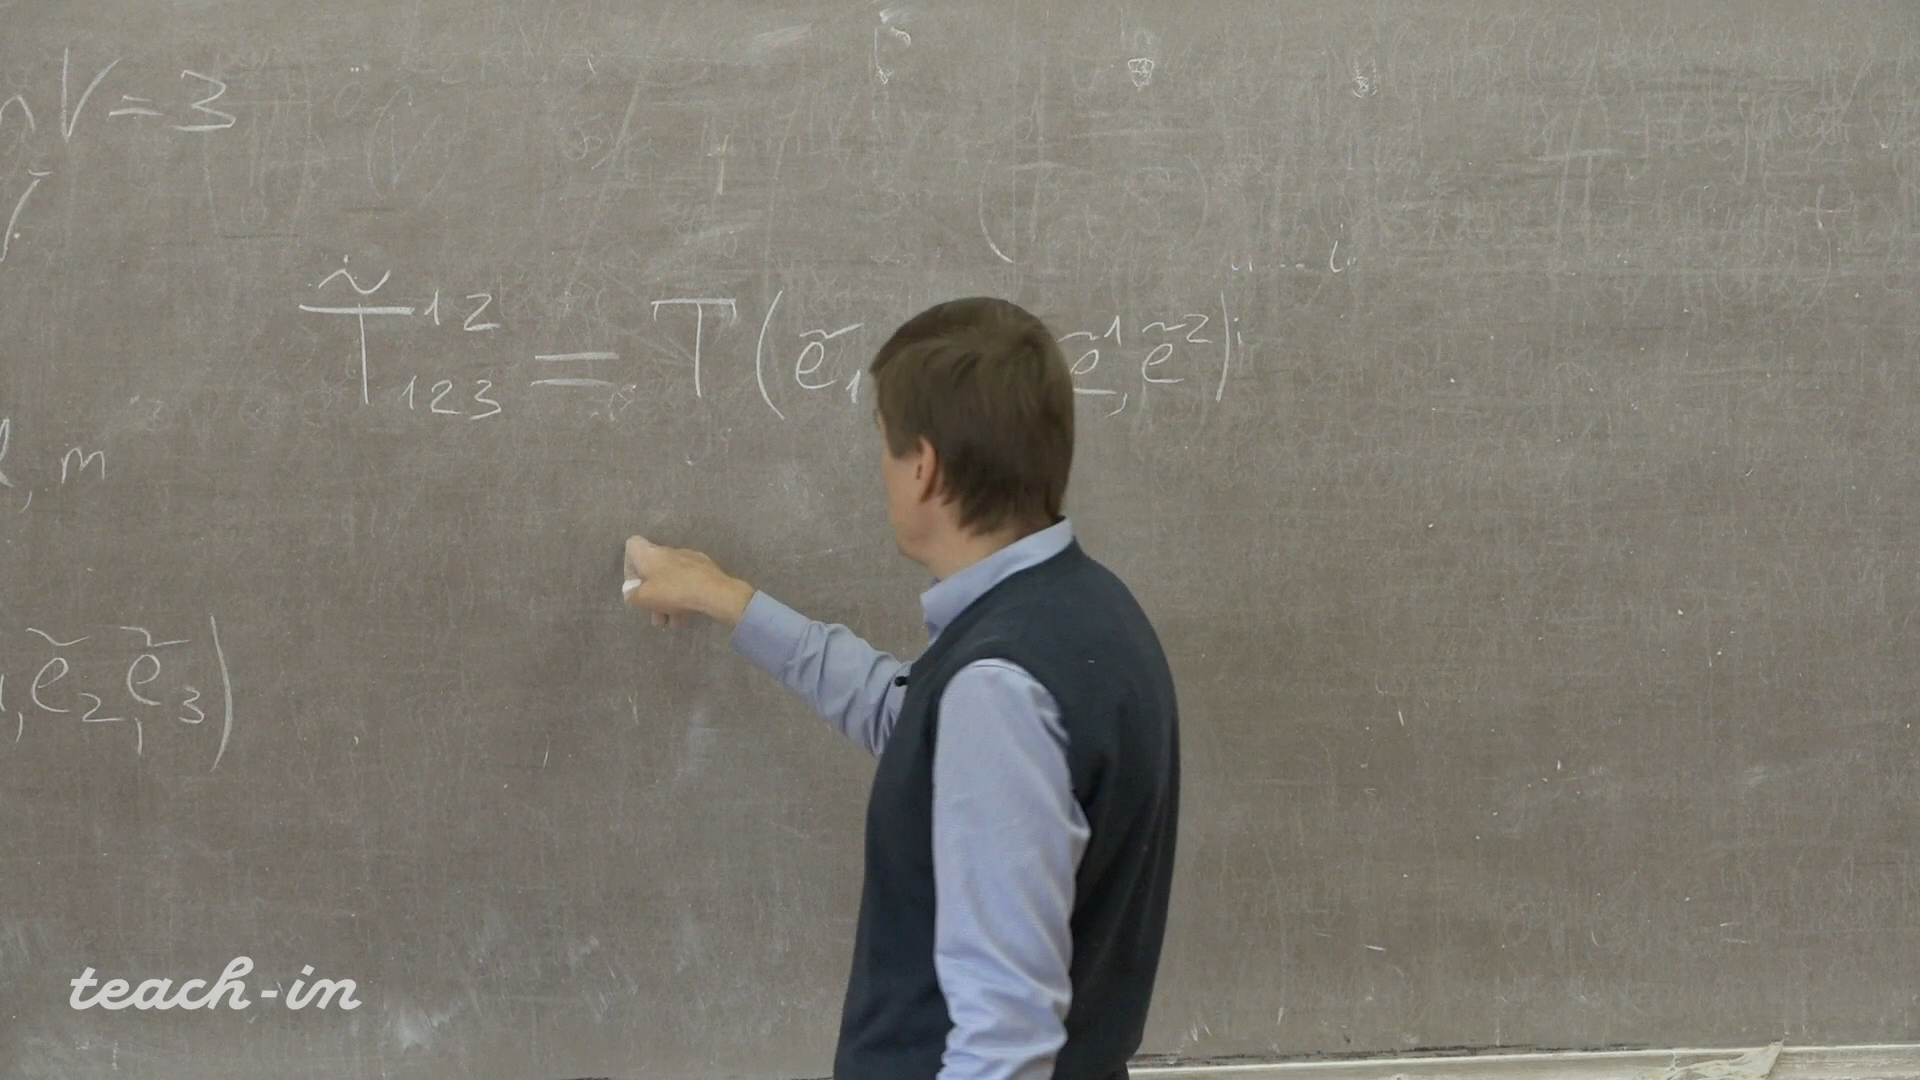 V = 3
T̃¹²₁₂₃ = T(ẽ₁ ẽ¹, ẽ²)
, m
, ẽ₂, ẽ₃)
teach-in